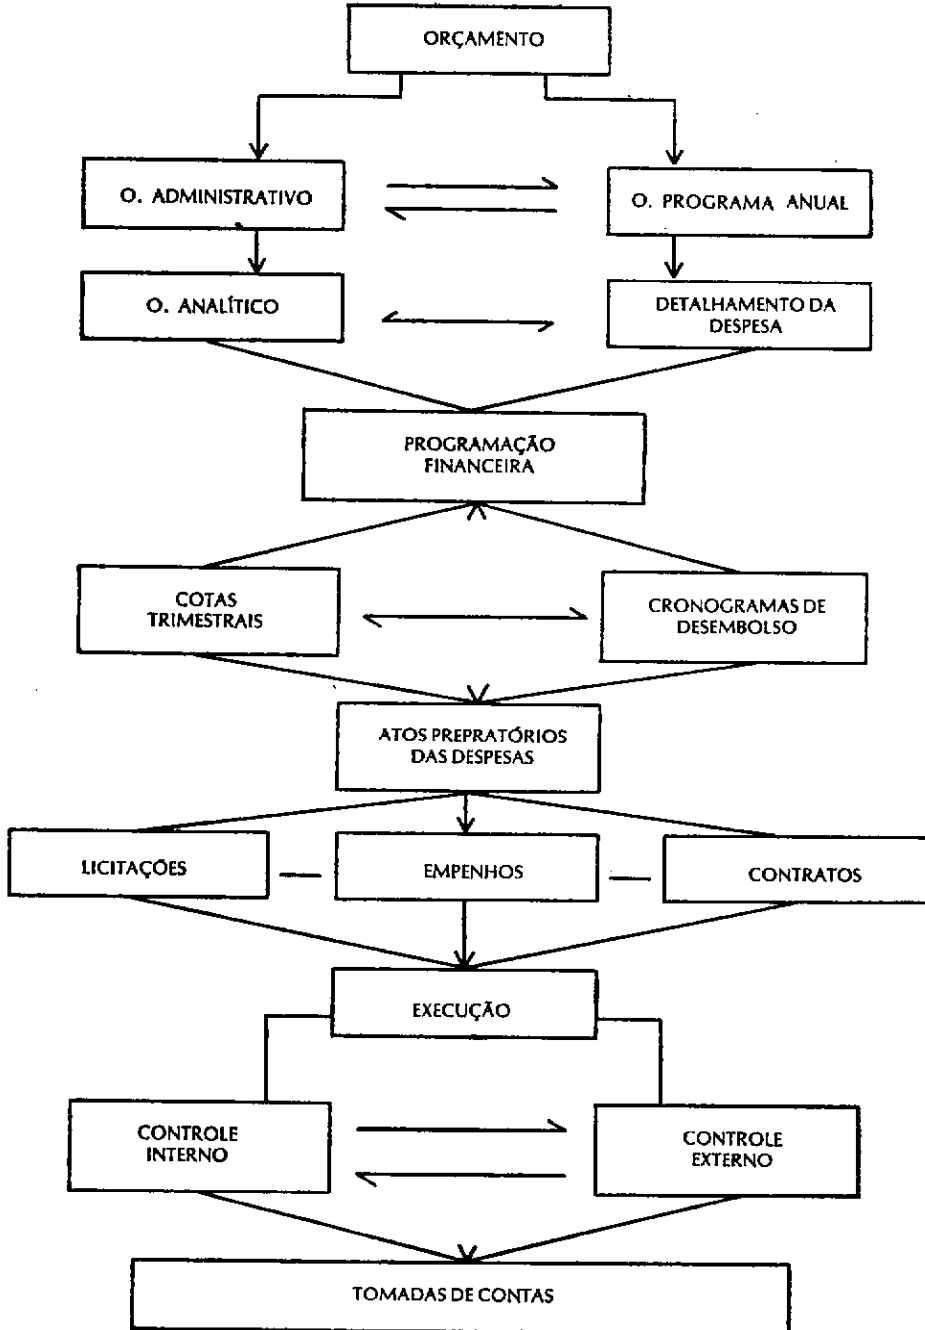 ORÇAMENTO
O. ADMINISTRATIVO
O. PROGRAMA ANUAL
O. ANALÍTICO
DETALHAMENTO DA
DESPESA
PROGRAMAÇÃO
FINANCEIRA
COTAS
TRIMESTRAIS
CRONOGRAMAS DE
DESEMBOLSO
ATOS PREPRATÓRIOS
DAS DESPESAS
LICITAÇÕES
EMPENHOS
CONTRATOS
EXECUÇÃO
CONTROLE
INTERNO
CONTROLE
EXTERNO
TOMADAS DE CONTAS